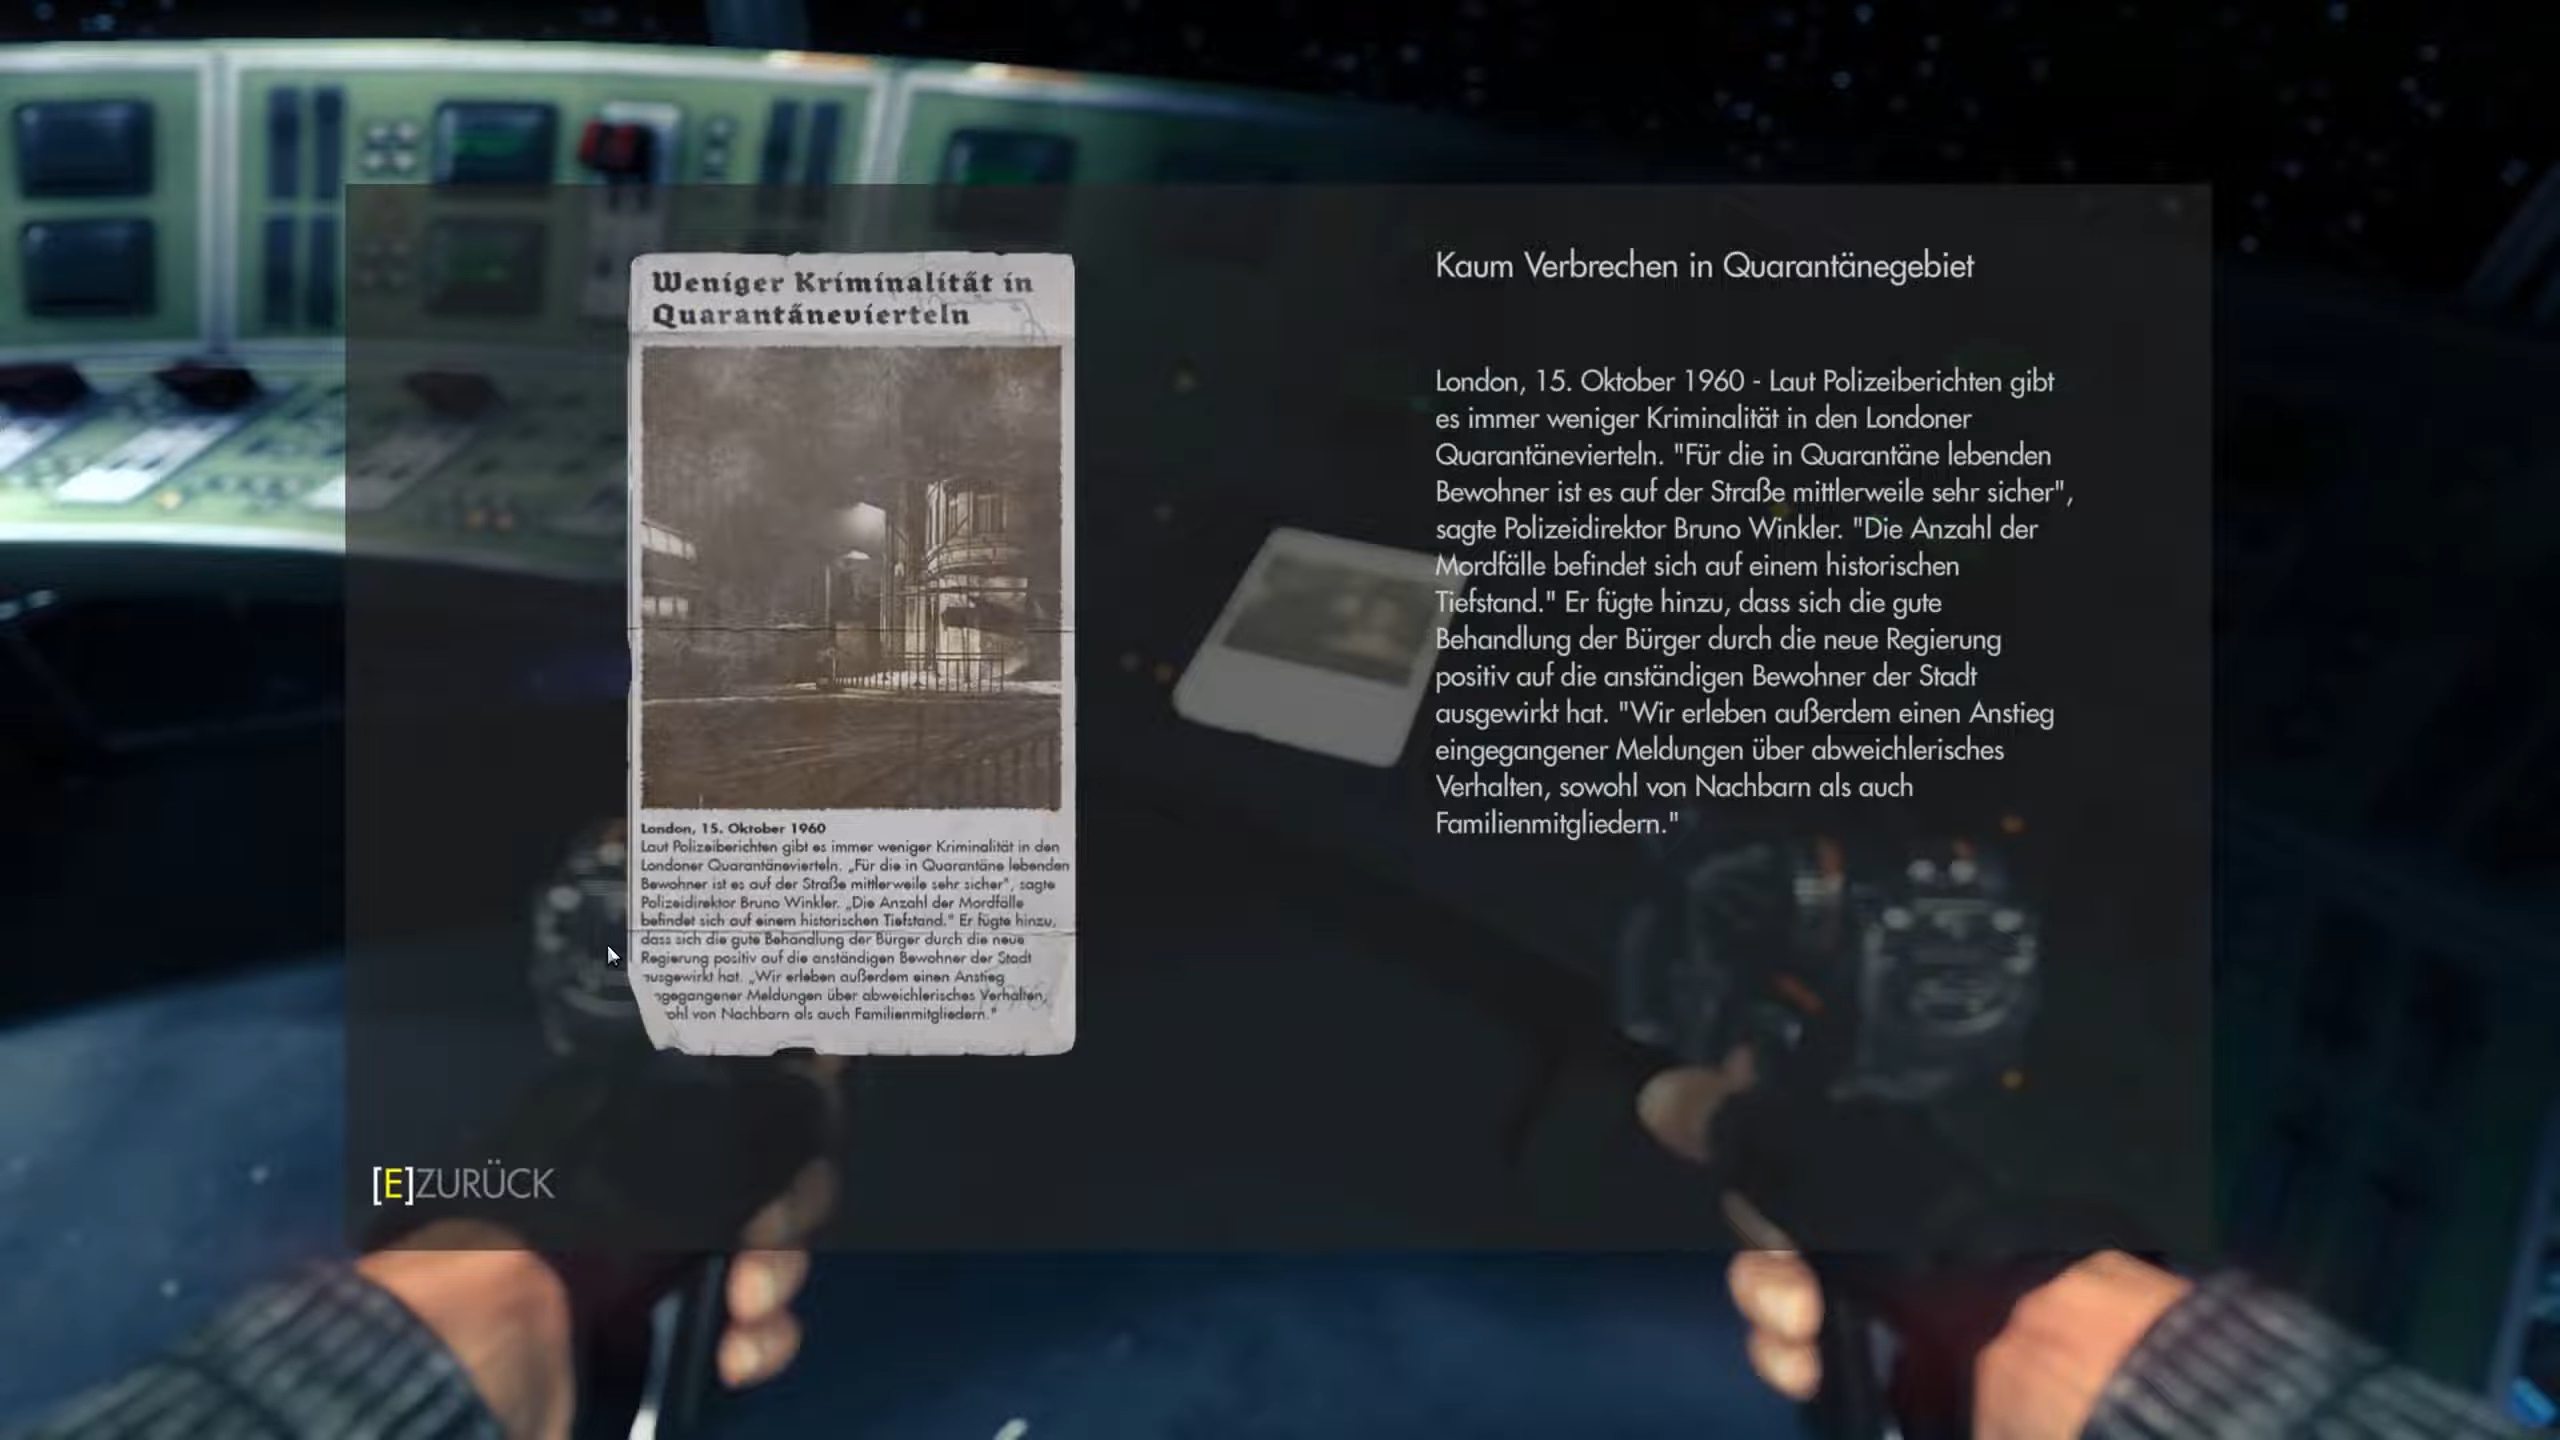 Weniger Kriminalität in
Quarantänevierteln
London, 15. Oktober 1960
Laut Polizeiberichten gibt es immer weniger Kriminalität in den
Londoner Quarantänevierteln. „Für die in Quarantäne lebenden
Bewohner ist es auf der Straße mittlerweile sehr sicher", sagte
Polizeidirektor Bruno Winkler. „Die Anzahl der Mordfälle
befindet sich auf einem historischen Tiefstand." Er fügte hinzu,
dass sich die gute Behandlung der Bürger durch die neue
Regierung positiv auf die anständigen Bewohner der Stadt
ausgewirkt hat. „Wir erleben außerdem einen Anstieg
gegangener Meldungen über abweichlerisches Verhalten,
ohl von Nachbarn als auch Familienmitgliedern."
Kaum Verbrechen in Quarantänegebiet
London, 15. Oktober 1960 - Laut Polizeiberichten gibt
es immer weniger Kriminalität in den Londoner
Quarantänevierteln. "Für die in Quarantäne lebenden
Bewohner ist es auf der Straße mittlerweile sehr sicher",
sagte Polizeidirektor Bruno Winkler. "Die Anzahl der
Mordfälle befindet sich auf einem historischen
Tiefstand." Er fügte hinzu, dass sich die gute
Behandlung der Bürger durch die neue Regierung
positiv auf die anständigen Bewohner der Stadt
ausgewirkt hat. "Wir erleben außerdem einen Anstieg
eingegangener Meldungen über abweichlerisches
Verhalten, sowohl von Nachbarn als auch
Familienmitgliedern."
[E]ZURÜCK